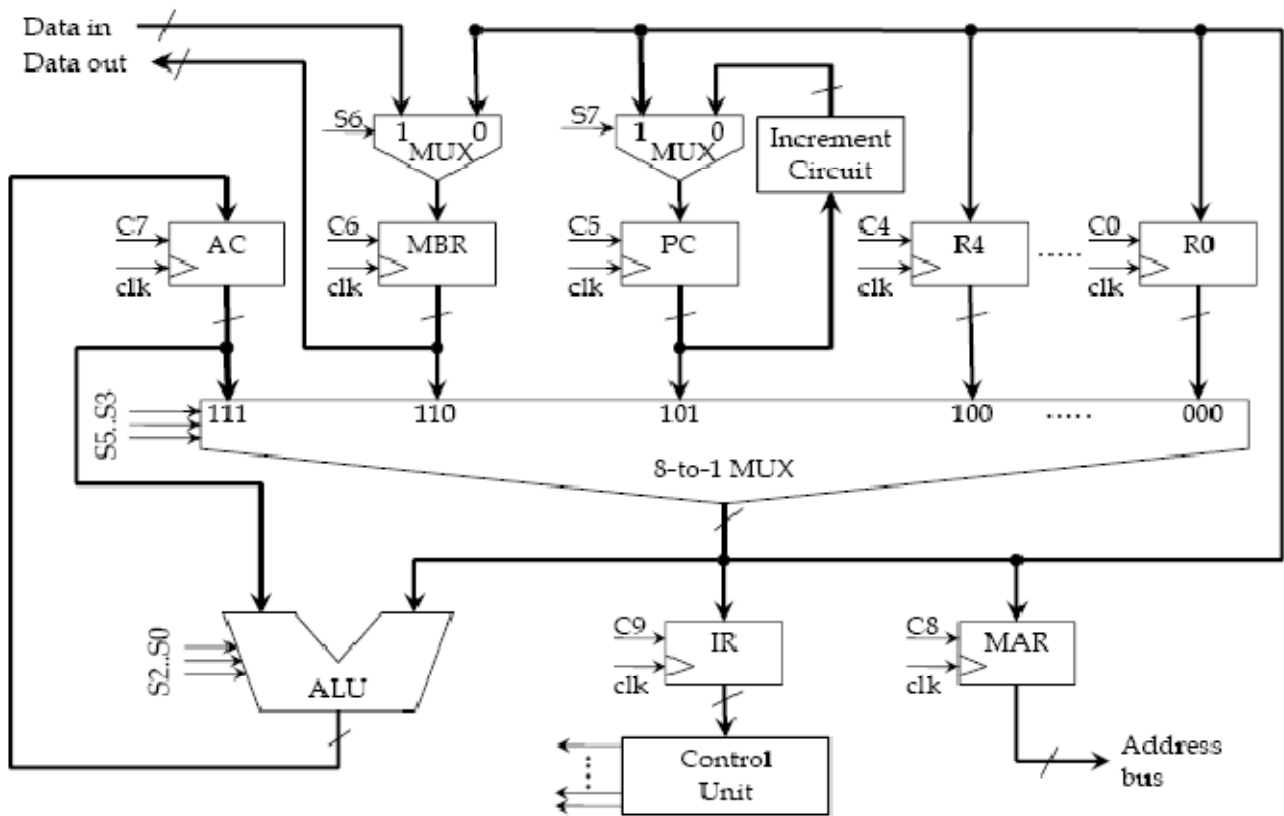 Data in
Data out
S6
1 0
MUX
S7
1 0
MUX
Increment
Circuit
C7
AC
clk
C6
MBR
clk
C5
PC
clk
C4
R4
clk
.....
C0
R0
clk
S5..S3
111 110 101 100 ..... 000
8-to-1 MUX
S2..S0
ALU
C9
IR
clk
C8
MAR
clk
Control
Unit
Address
bus